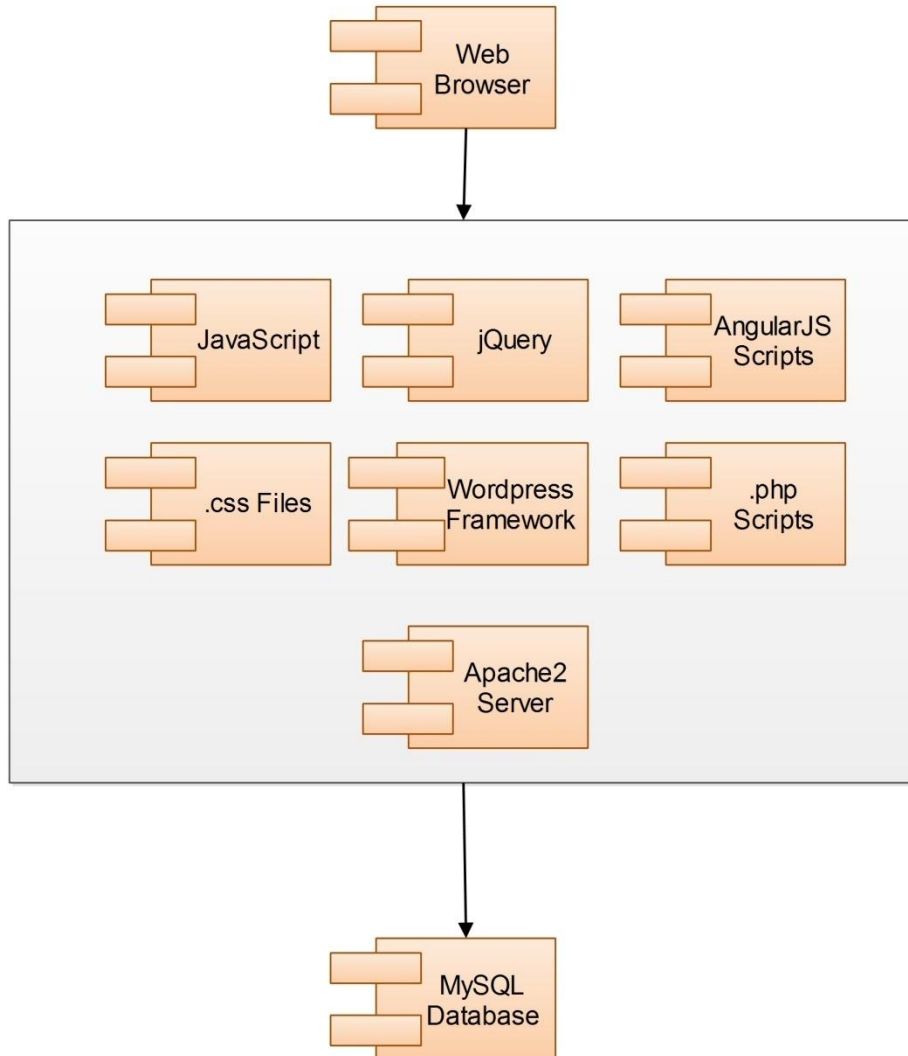 Web
Browser
JavaScript
jQuery
AngularJS
Scripts
.css Files
Wordpress
Framework
.php
Scripts
Apache2
Server
MySQL
Database